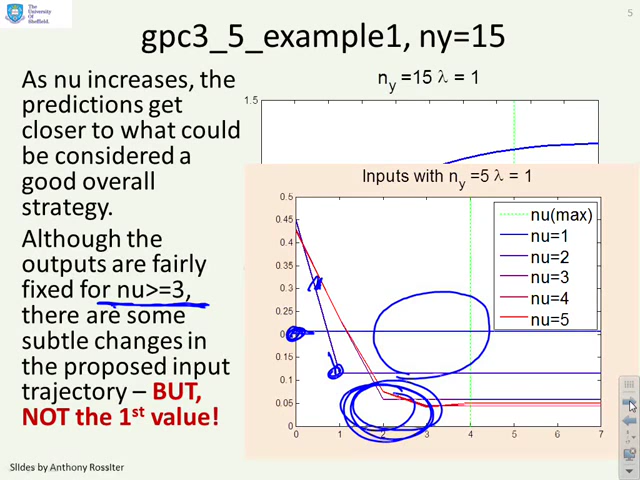 The
University
Of
Sheffield.
5
gpc3_5_example1, ny=15
As nu increases, the
predictions get
closer to what could
be considered a
good overall
strategy.
Although the
outputs are fairly
fixed for nu>=3,
there are some
subtle changes in
the proposed input
trajectory – BUT,
NOT the 1st value!
n y =15 λ = 1
1.5
Inputs with n y =5 λ = 1
0.5
0.45
0.4
0.35
0.3
0.25
0.2
0.15
0.1
0.05
0
0 1 2 3 4 5 6 7
nu(max)
nu=1
nu=2
nu=3
nu=4
nu=5
Slides by Anthony Rossiter